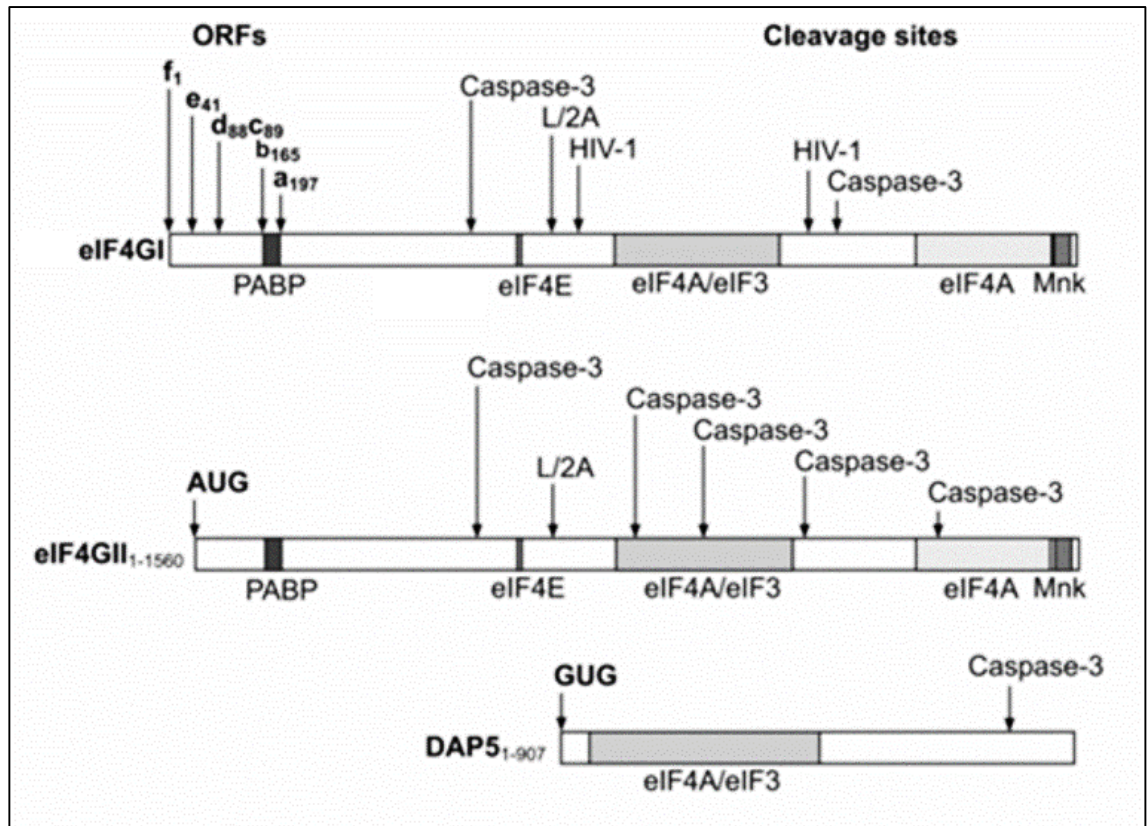 ORFs
Cleavage sites
f1
e41
d88c89
b165
a197
Caspase-3
L/2A
HIV-1
HIV-1
Caspase-3
eIF4GI
PABP
eIF4E
eIF4A/eIF3
eIF4A
Mnk
Caspase-3
Caspase-3
Caspase-3
L/2A
Caspase-3
Caspase-3
AUG
eIF4GII1-1560
PABP
eIF4E
eIF4A/eIF3
eIF4A
Mnk
GUG
Caspase-3
DAP51-907
eIF4A/eIF3